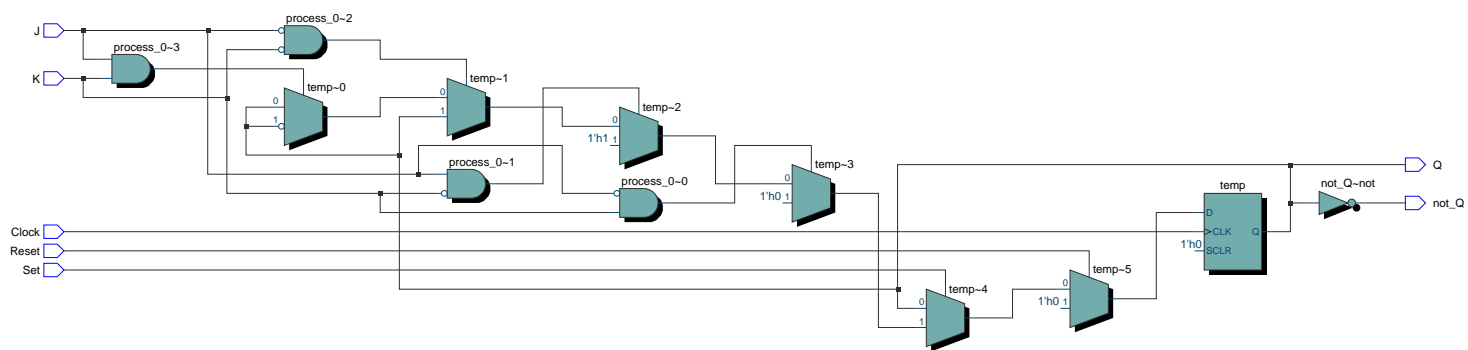 process_0~2
J
process_0~3
K
temp~0
0
1
temp~1
0
1
temp~2
0
1'h1 1
process_0~1
process_0~0
temp~3
0
1'h0 1
Q
temp
not_Q~not
not_Q
D
Clock
CLK Q
1'h0 SCLR
Reset
Set
temp~5
0
1'h0 1
temp~4
0
1